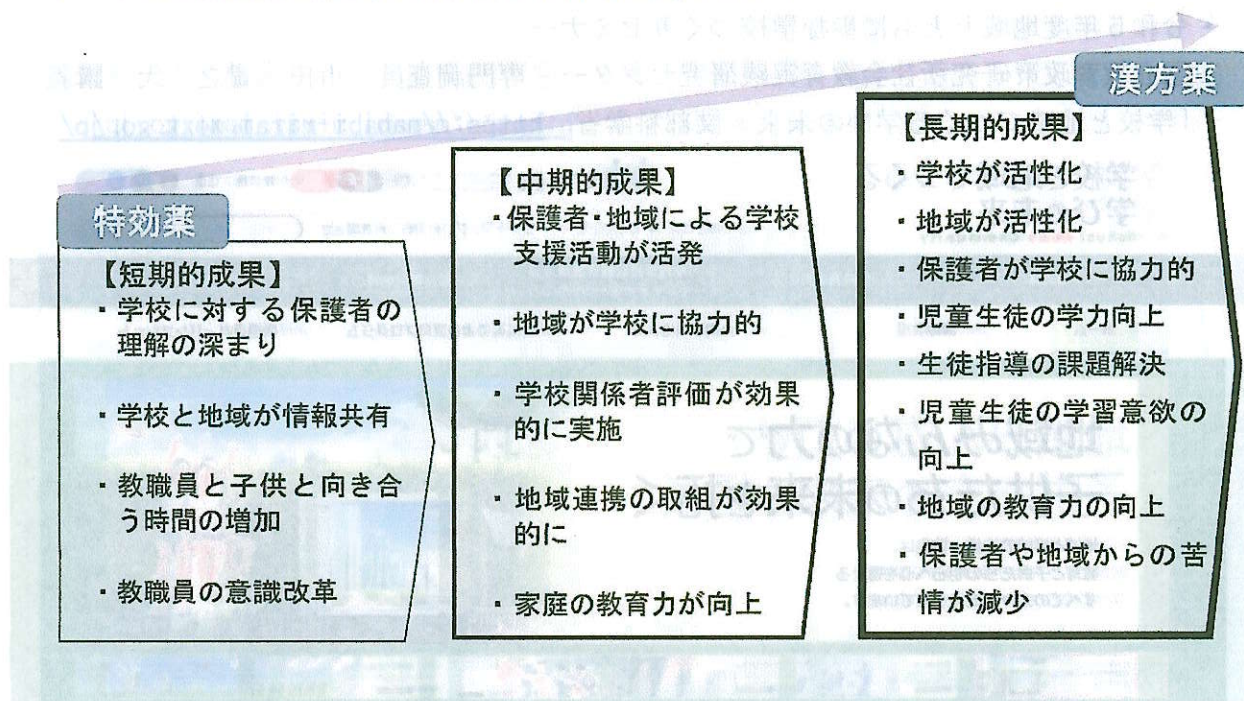 特効薬
【短期的成果】
・学校に対する保護者の
理解の深まり
・学校と地域が情報共有
・教職員と子供と向き合
う時間の増加
・教職員の意識改革
【中期的成果】
・保護者・地域による学校
支援活動が活発
・地域が学校に協力的
・学校関係者評価が効果
的に実施
・地域連携の取組が効果
的に
・家庭の教育力が向上
漢方薬
【長期的成果】
・学校が活性化
・地域が活性化
・保護者が学校に協力的
・児童生徒の学力向上
・生徒指導の課題解決
・児童生徒の学習意欲の
向上
・地域の教育力の向上
・保護者や地域からの苦
情が減少